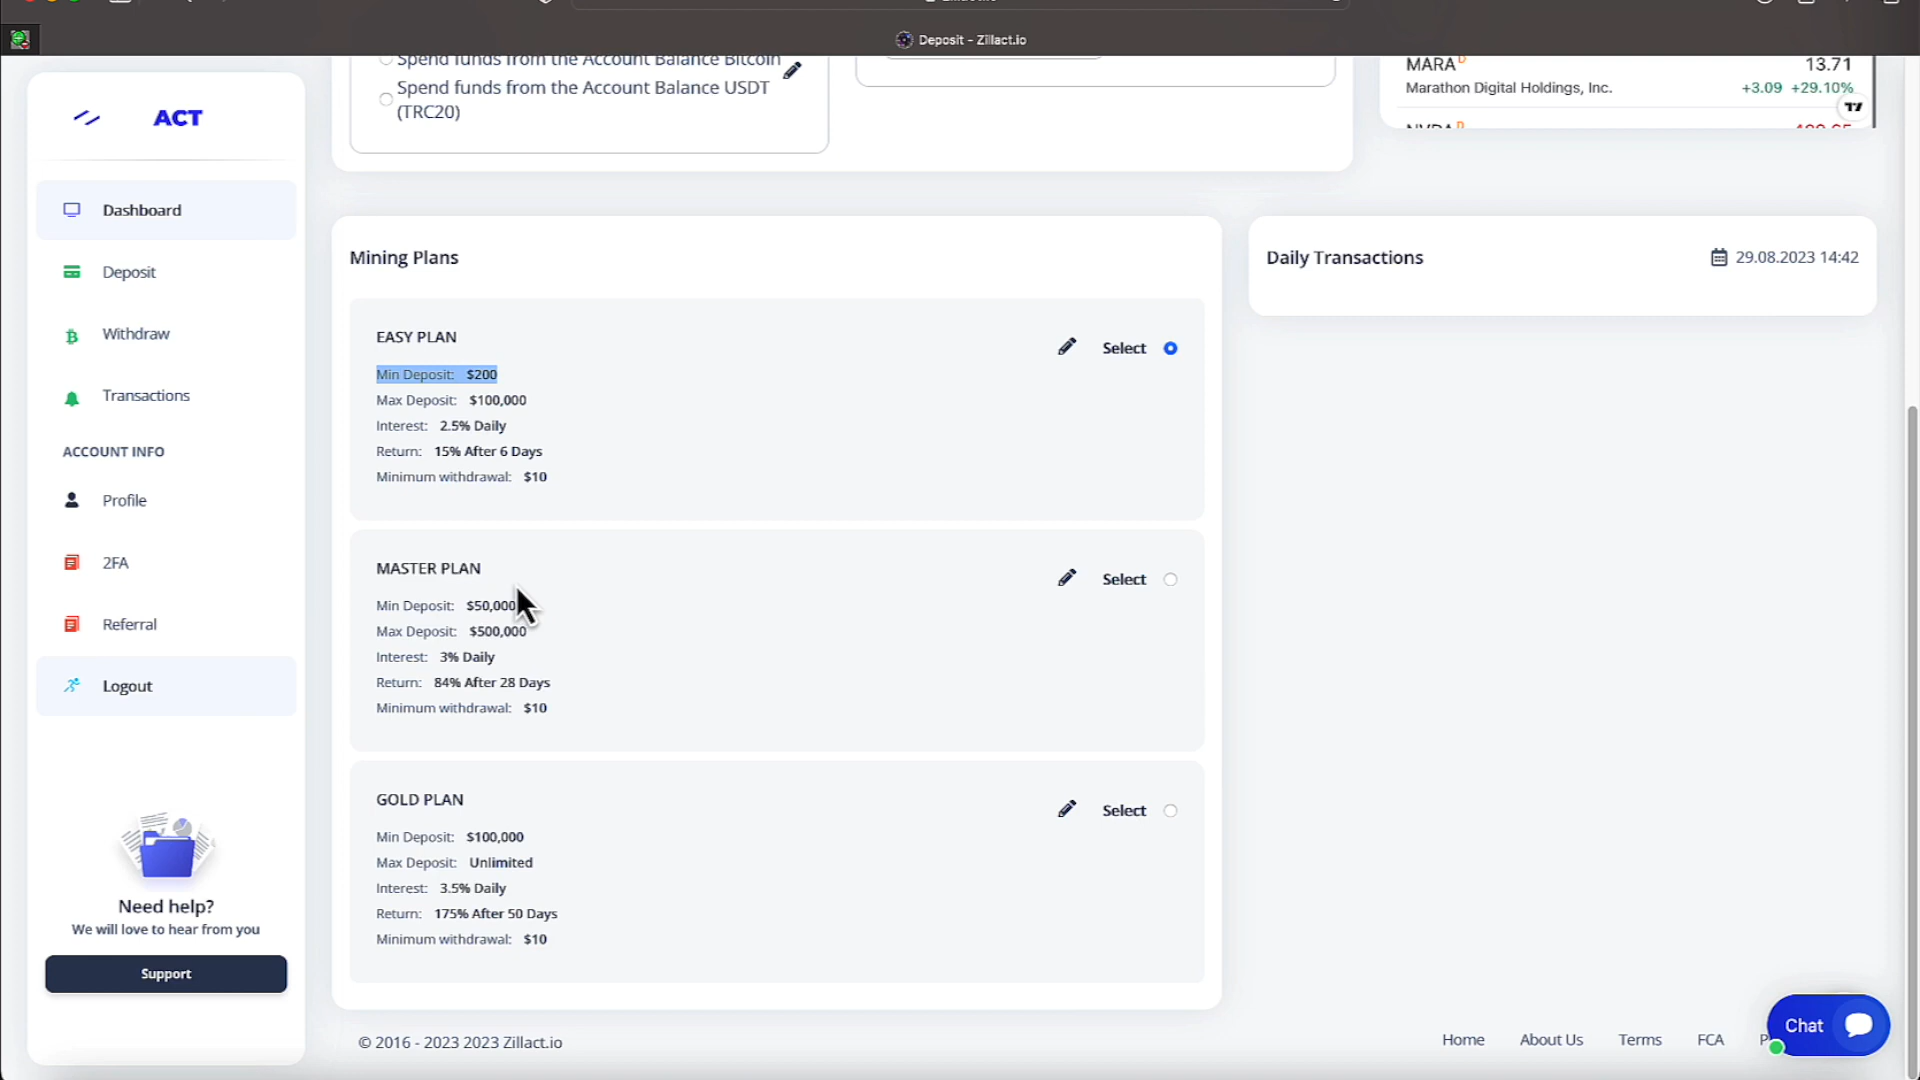 Deposit – Zillact.io
ACT
Dashboard
Deposit
Withdraw
Transactions
ACCOUNT INFO
Profile
2FA
Referral
Logout
Need help?
We will love to hear from you
Support
Spend funds from the Account Balance Bitcoin
Spend funds from the Account Balance USDT
(TRC20)
MARA D
13.71
Marathon Digital Holdings, Inc.
+3.09 +29.10%
Mining Plans
EASY PLAN
Select
Min Deposit: $200
Max Deposit: $100,000
Interest: 2.5% Daily
Return: 15% After 6 Days
Minimum withdrawal: $10
MASTER PLAN
Select
Min Deposit: $50,000
Max Deposit: $500,000
Interest: 3% Daily
Return: 84% After 28 Days
Minimum withdrawal: $10
GOLD PLAN
Select
Min Deposit: $100,000
Max Deposit: Unlimited
Interest: 3.5% Daily
Return: 175% After 50 Days
Minimum withdrawal: $10
Daily Transactions
29.08.2023 14:42
© 2016 - 2023 2023 Zillact.io
Home About Us Terms FCA
Chat